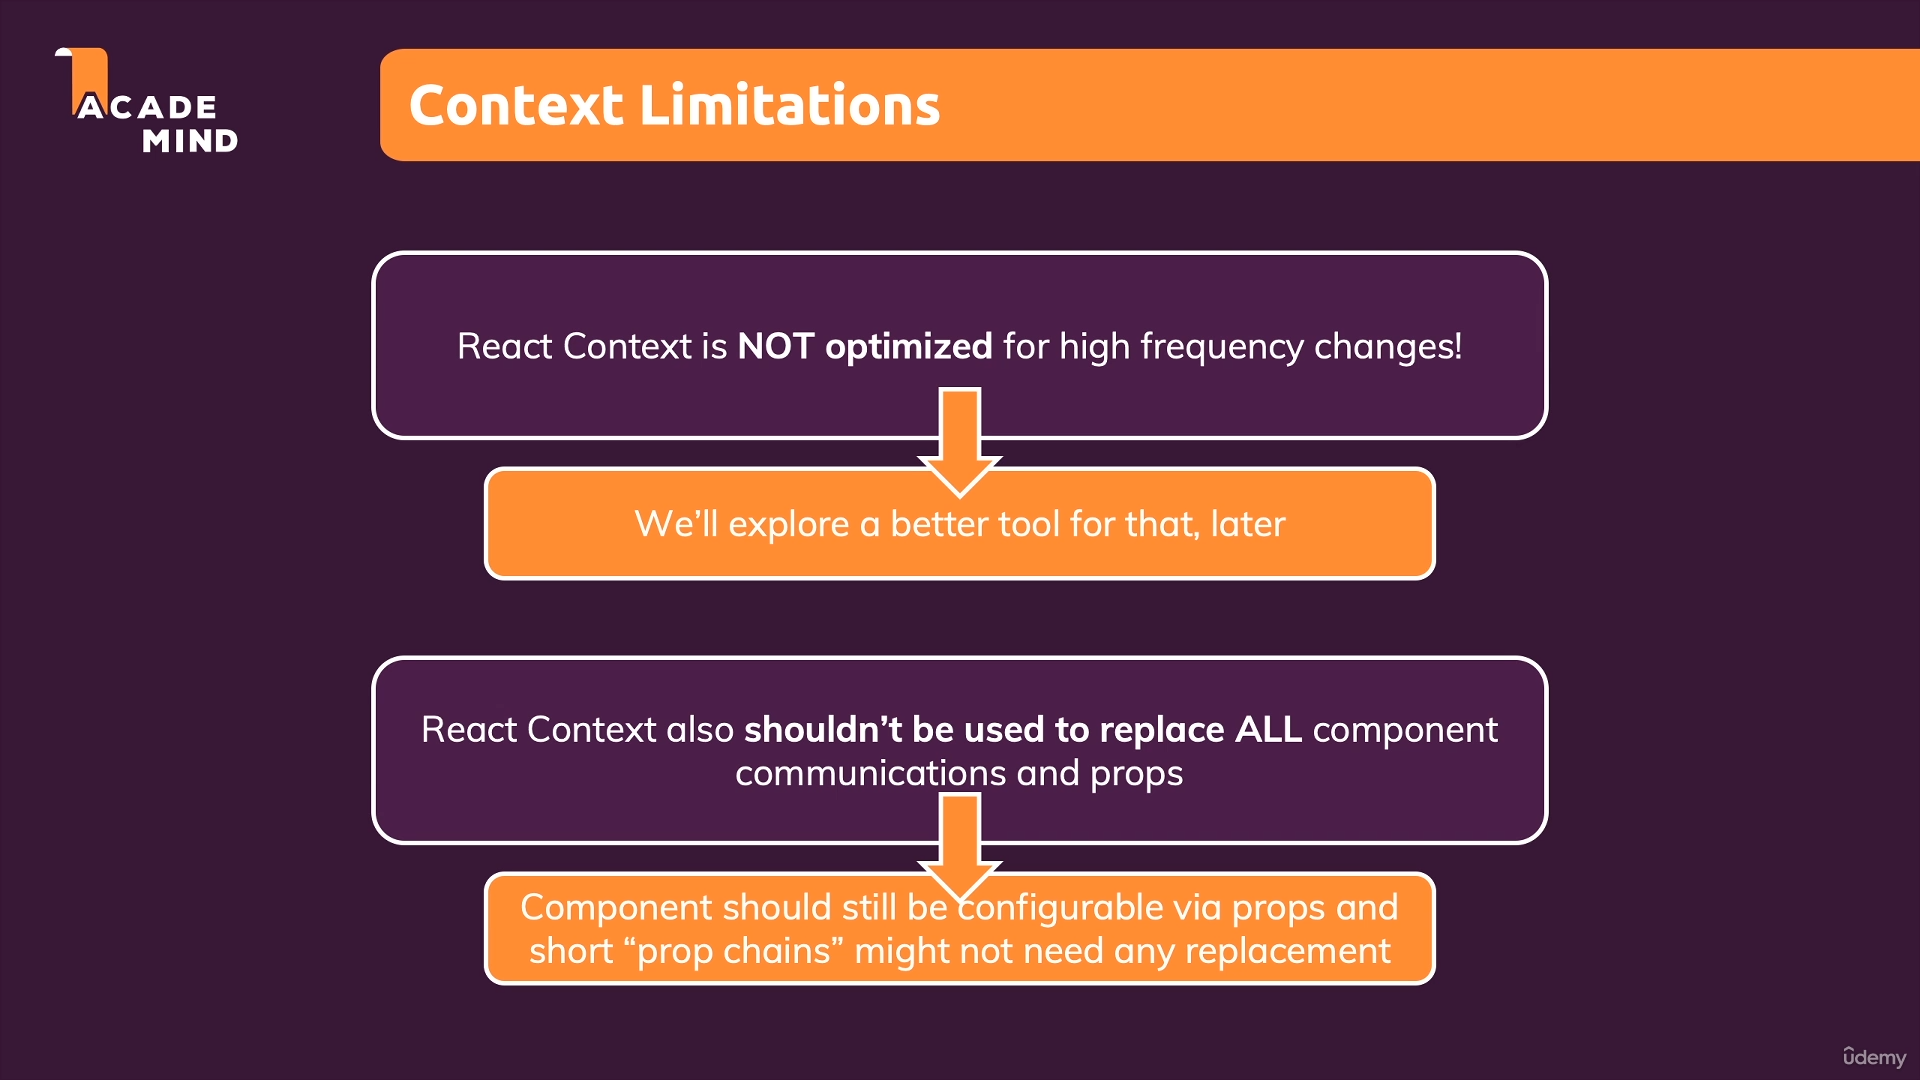 ACADE
MIND
Context Limitations
React Context is NOT optimized for high frequency changes!
We’ll explore a better tool for that, later
React Context also shouldn’t be used to replace ALL component
communications and props
Component should still be configurable via props and
short “prop chains” might not need any replacement
ûdemy